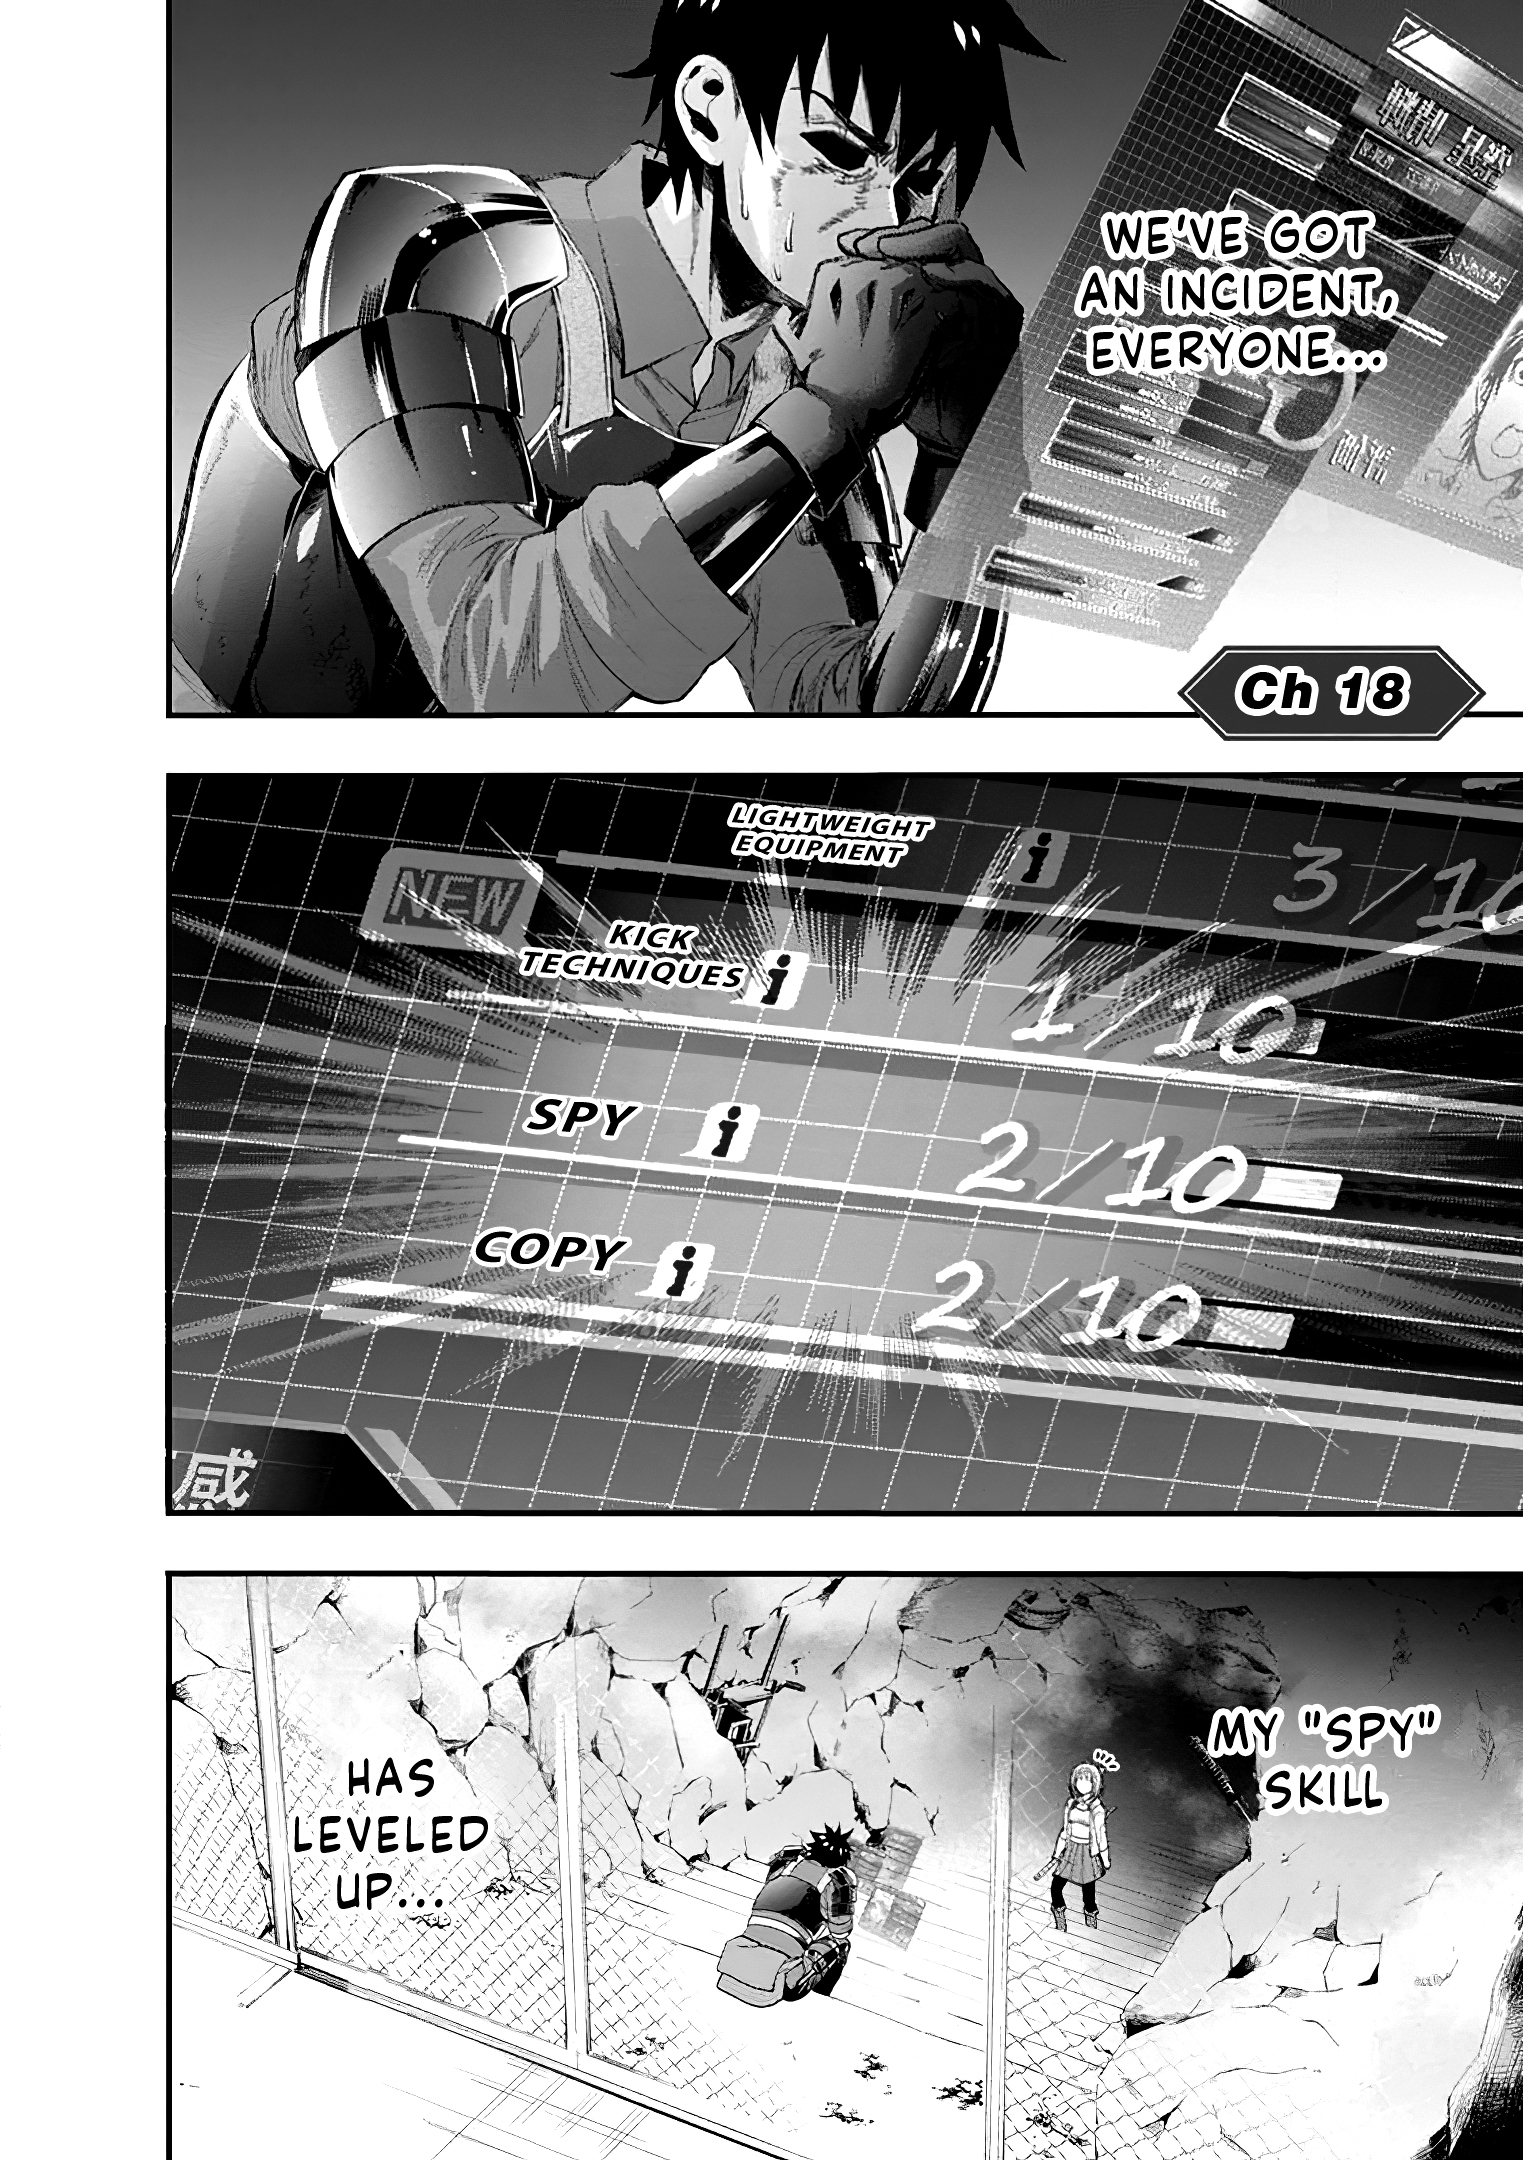 WE'VE GOT
AN INCIDENT,
EVERYONE...
Ch 18
LIGHTWEIGHT
EQUIPMENT
i
3/10
NEW
KICK
TECHNIQUES
i
1/10
SPY
i
2/10
COPY
i
2/10
感
MY "SPY"
SKILL
HAS
LEVELED
UP...